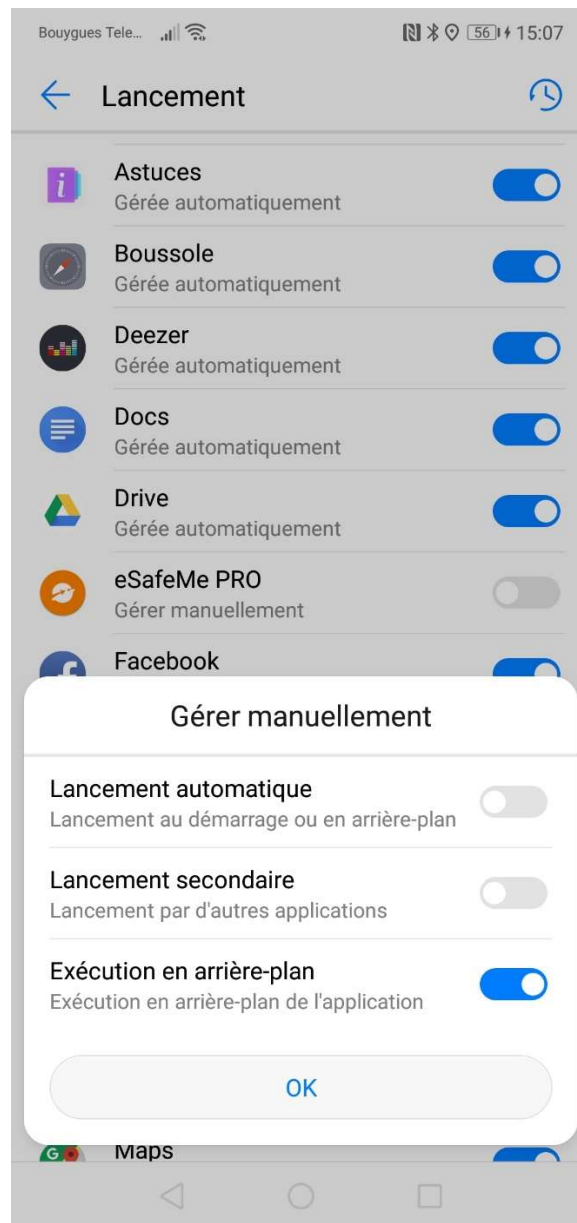 Bouygues Tele... 56 15:07
Lancement
Astuces
Gérée automatiquement
Boussole
Gérée automatiquement
Deezer
Gérée automatiquement
Docs
Gérée automatiquement
Drive
Gérée automatiquement
eSafeMe PRO
Gérer manuellement
Facebook
Gérer manuellement
Lancement automatique
Lancement au démarrage ou en arrière-plan
Lancement secondaire
Lancement par d'autres applications
Exécution en arrière-plan
Exécution en arrière-plan de l'application
OK
Maps